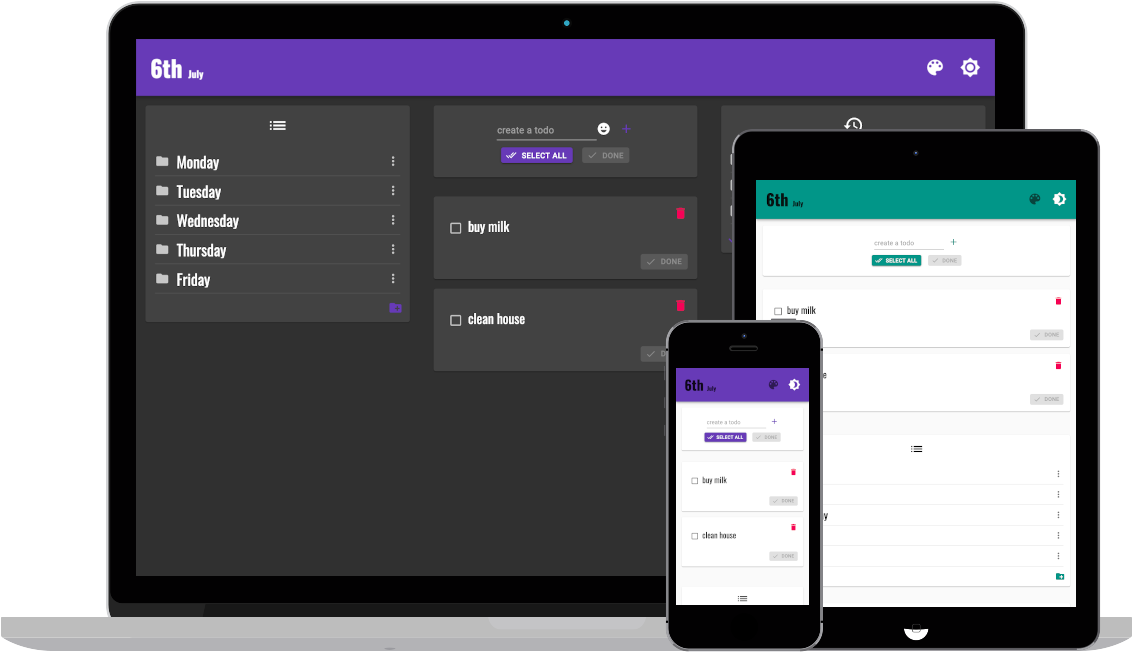 6th July
create a todo
SELECT ALL DONE
Monday
Tuesday
Wednesday
Thursday
Friday
buy milk
DONE
clean house
6th July
create a todo
SELECT ALL DONE
buy milk
DONE
DONE
6th July
create a todo
SELECT ALL DONE
buy milk
DONE
clean house
DONE